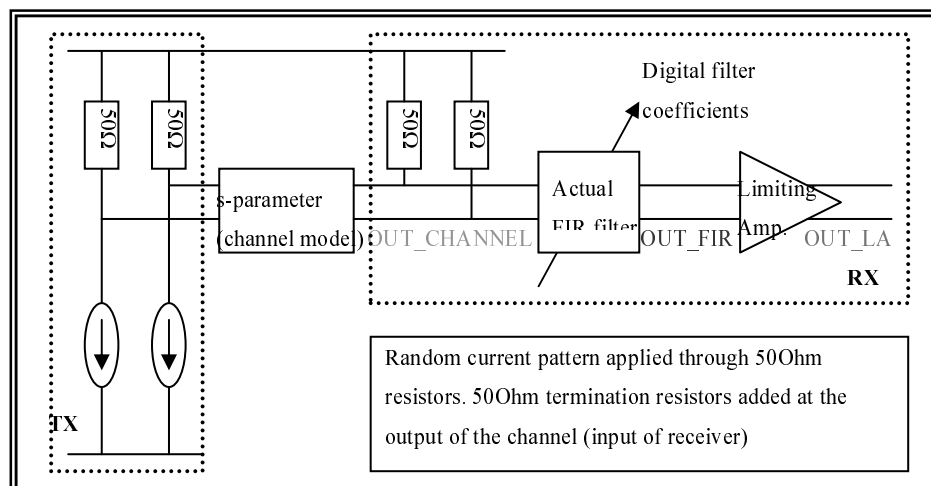 50Ω
50Ω
50Ω
50Ω
Digital filter
coefficients
s-parameter
(channel model)
OUT_CHANNEL
Actual
FIR filter
OUT_FIR
Limiting
Amp.
OUT_LA
RX
TX
Random current pattern applied through 50Ohm
resistors. 50Ohm termination resistors added at the
output of the channel (input of receiver)